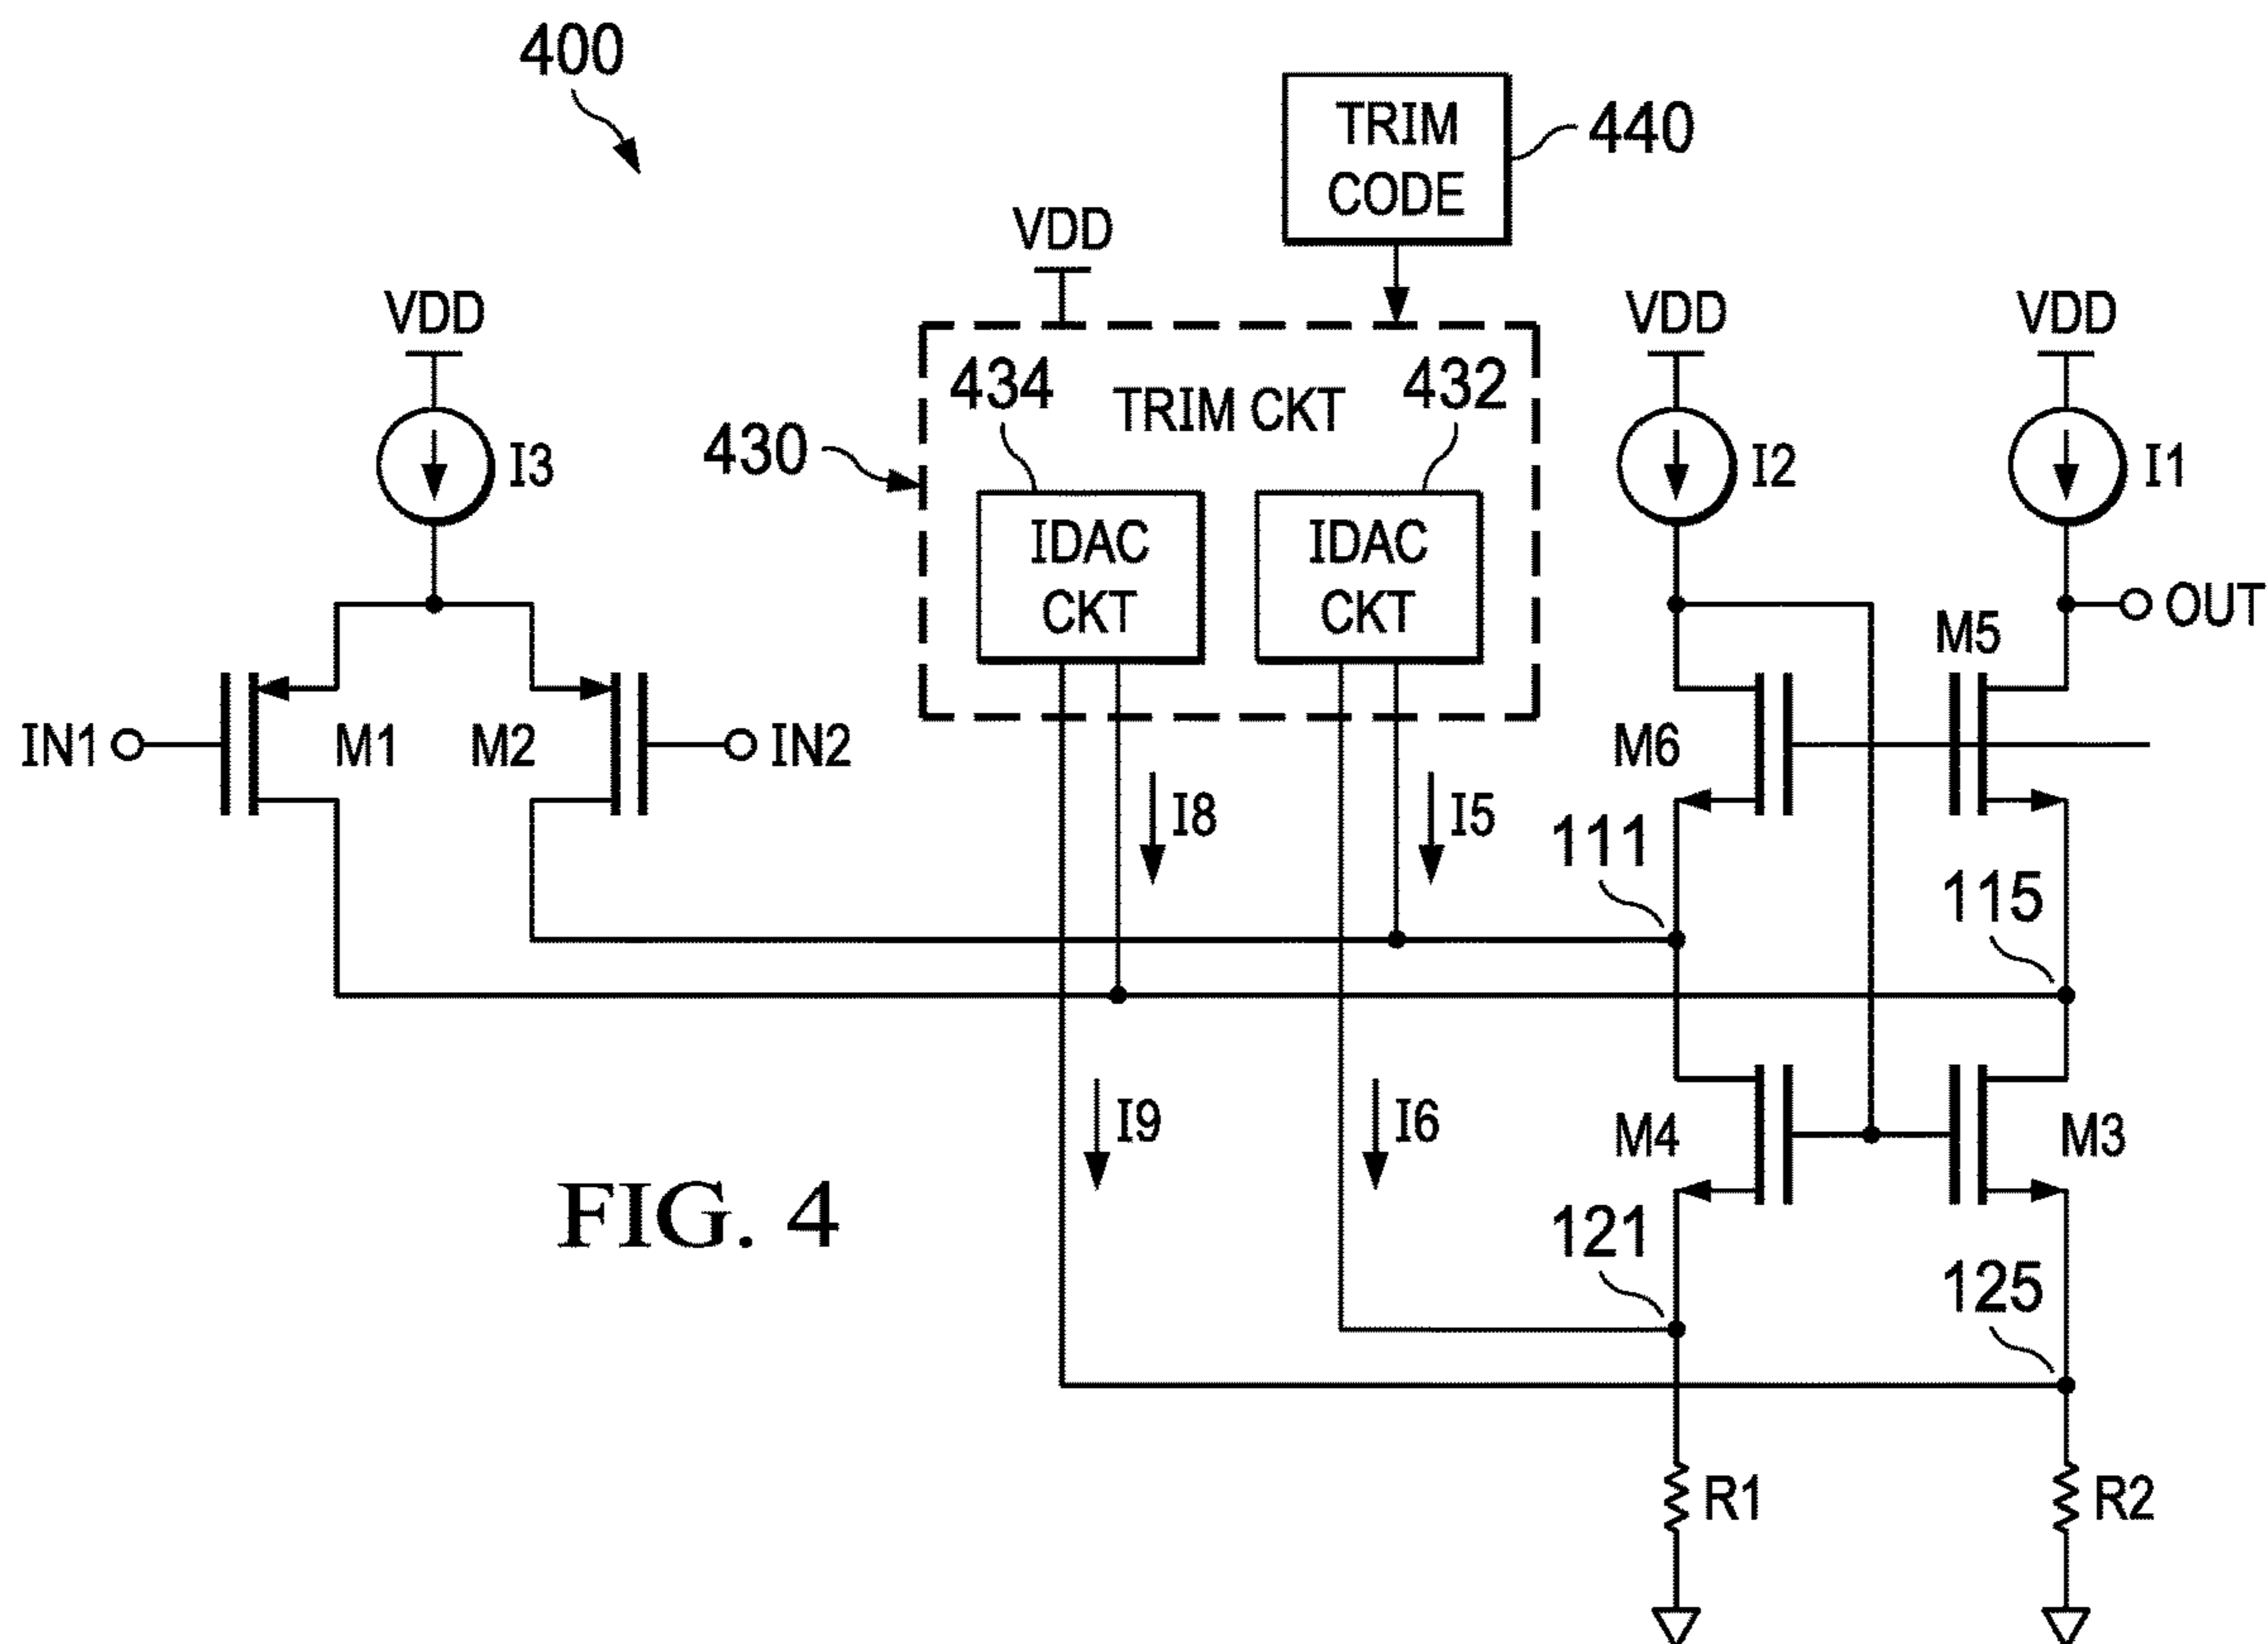 400
TRIM
CODE
440
VDD
VDD
VDD
VDD
434
TRIM CKT
432
430
I3
I2
I1
IDAC
CKT
IDAC
CKT
OUT
M5
IN1
M1
M2
IN2
M6
I8
I5
111
115
I9
I6
M4
M3
FIG. 4
121
125
R1
R2